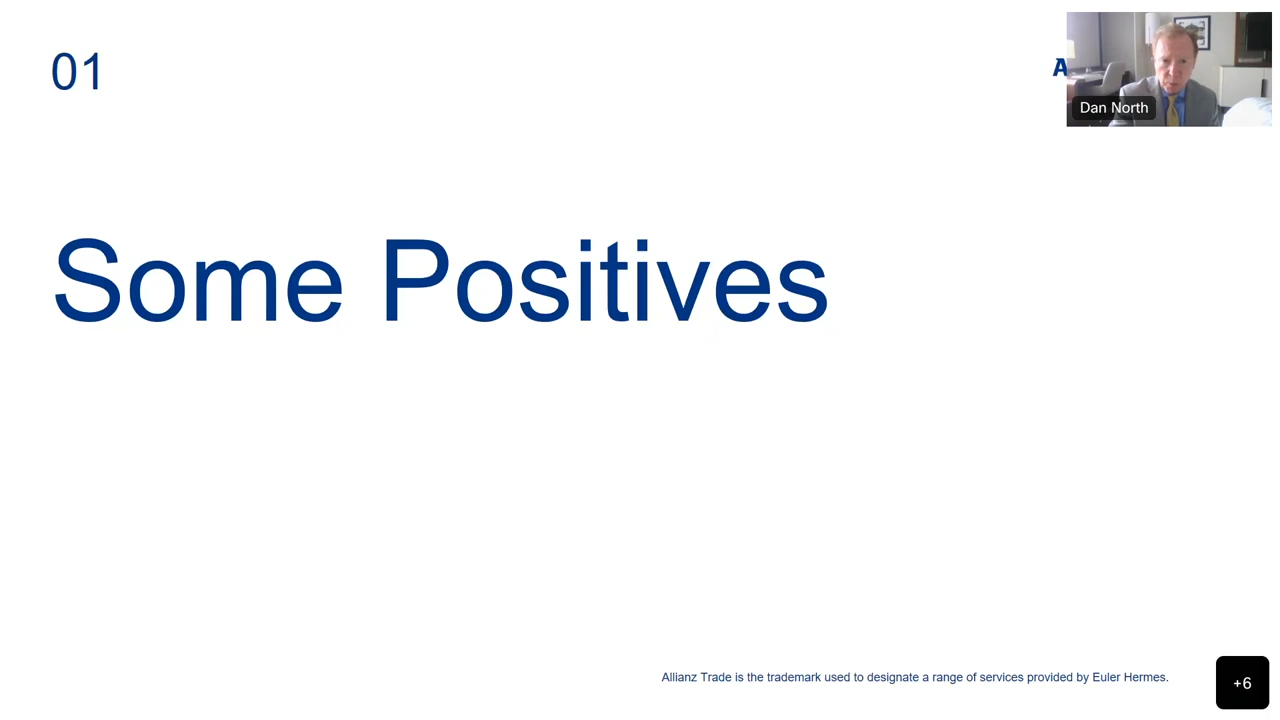 01
A
Dan North
Some Positives
Allianz Trade is the trademark used to designate a range of services provided by Euler Hermes.
+6